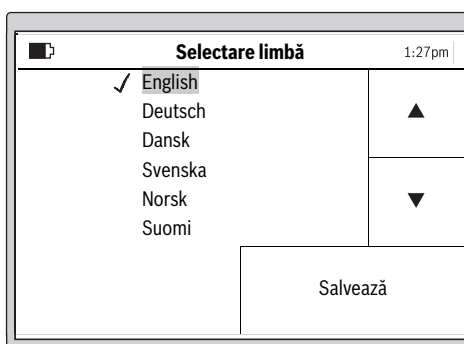 Selectare limbă 1:27pm
English
Deutsch
Dansk
Svenska
Norsk
Suomi
Salvează